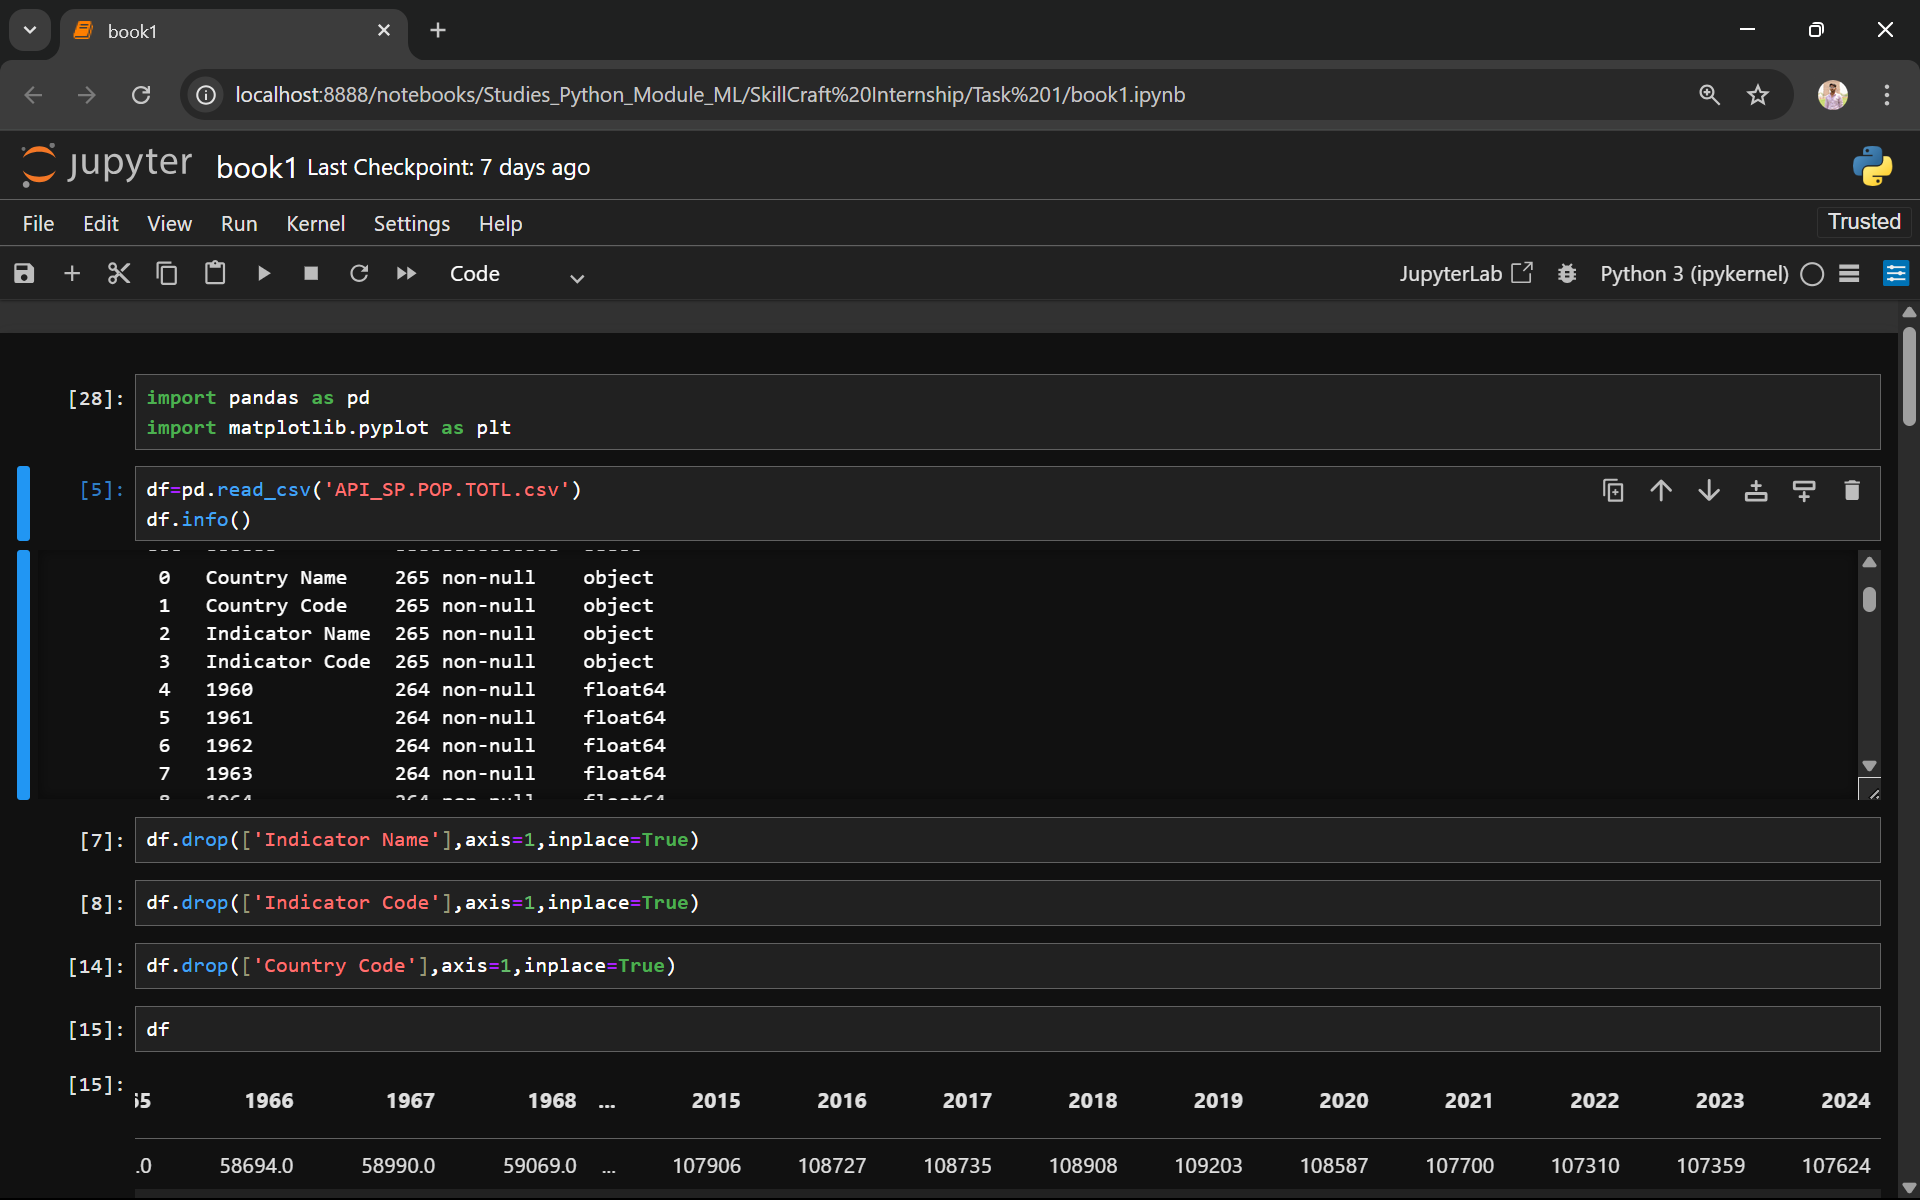 book1
localhost:8888/notebooks/Studies_Python_Module_ML/SkillCraft%20Internship/Task%201/book1.ipynb
jupyter book1 Last Checkpoint: 7 days ago
File Edit View Run Kernel Settings Help Trusted
Code JupyterLab Python 3 (ipykernel)
[28]: import pandas as pd
import matplotlib.pyplot as plt
[5]: df=pd.read_csv('API_SP.POP.TOTL.csv')
df.info()
0 Country Name 265 non-null object
1 Country Code 265 non-null object
2 Indicator Name 265 non-null object
3 Indicator Code 265 non-null object
4 1960 264 non-null float64
5 1961 264 non-null float64
6 1962 264 non-null float64
7 1963 264 non-null float64
8 1964 264 non-null float64
[7]: df.drop(['Indicator Name'],axis=1,inplace=True)
[8]: df.drop(['Indicator Code'],axis=1,inplace=True)
[14]: df.drop(['Country Code'],axis=1,inplace=True)
[15]: df
[15]: 55 1966 1967 1968 ... 2015 2016 2017 2018 2019 2020 2021 2022 2023 2024
.0 58694.0 58990.0 59069.0 ... 107906 108727 108735 108908 109203 108587 107700 107310 107359 107624